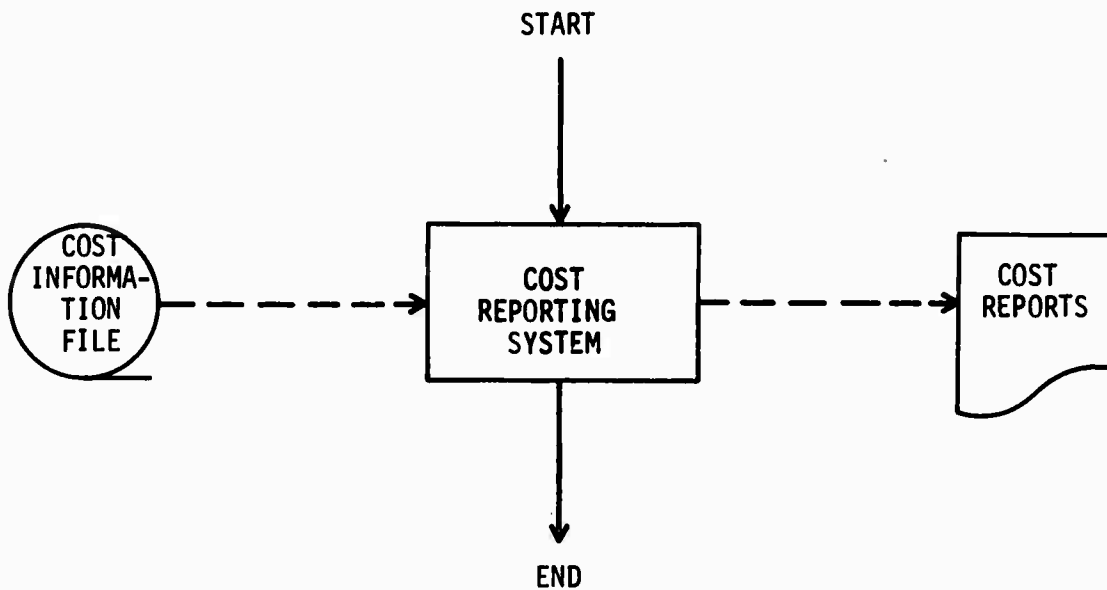 START
COST
INFORMA-
TION
FILE
COST
REPORTING
SYSTEM
COST
REPORTS
END